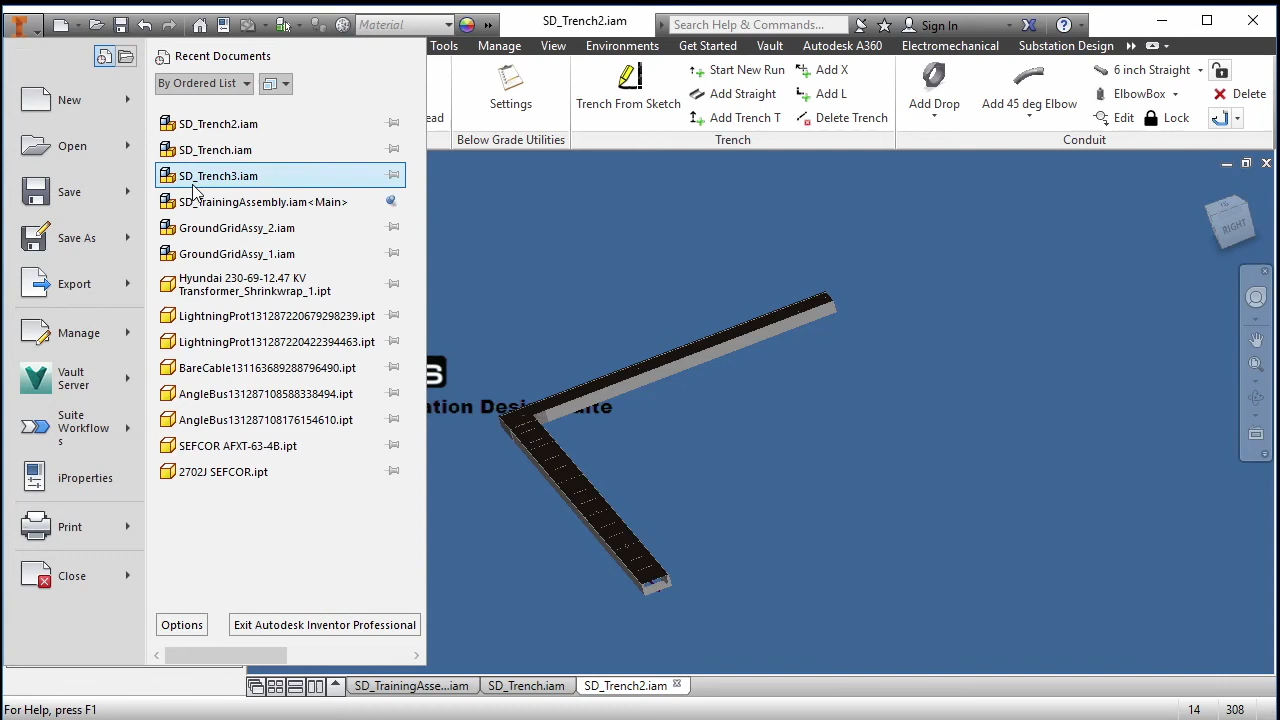 Material
SD_Trench2.iam
Search Help & Commands...
Sign In
Tools
Manage
View
Environments
Get Started
Vault
Autodesk A360
Electromechanical
Substation Design
Recent Documents
By Ordered List
SD_Trench2.iam
SD_Trench.iam
SD_Trench3.iam
SD_TrainingAssembly.iam<Main>
GroundGridAssy_2.iam
GroundGridAssy_1.iam
Hyundai 230-69-12.47 KV
Transformer_Shrinkwrap_1.ipt
LightningProt131287220679298239.ipt
LightningProt131287220422394463.ipt
BareCable131163689288796490.ipt
AngleBus131287108588338494.ipt
AngleBus131287108176154610.ipt
SEFCOR AFXT-63-4B.ipt
2702J SEFCOR.ipt
New
Open
Save
Save As
Export
Manage
Vault
Server
Suite
Workflow
s
iProperties
Print
Close
Options
Exit Autodesk Inventor Professional
ead
Settings
Below Grade Utilities
Trench From Sketch
Start New Run
Add Straight
Add Trench T
Add X
Add L
Delete Trench
Trench
Add Drop
Add 45 deg Elbow
6 inch Straight
ElbowBox
Edit
Lock
Delete
Conduit
RIGHT
s
ation Des
ite
SD_TrainingAsse...iam
SD_Trench.iam
SD_Trench2.iam
For Help, press F1
14
308